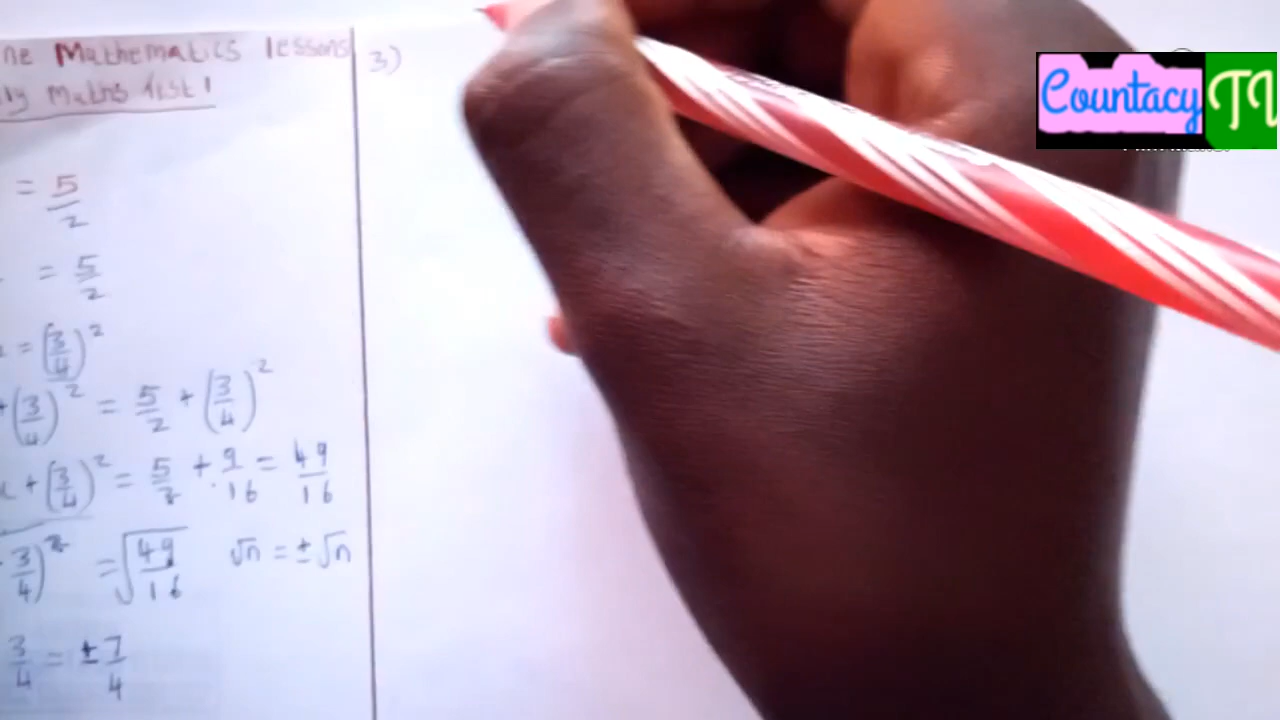 ne Mathematics lessons
ly Maths test 1
= 5/2
= 5/2
= (3/4)²
+ (3/4)² = 5/2 + (3/4)²
x + (3/4)² = 5/2 + 9/16 = 49/16
3/4)² = √49/16 √n = ±√n
3/4 = ±7/4
3)
Countacy TV